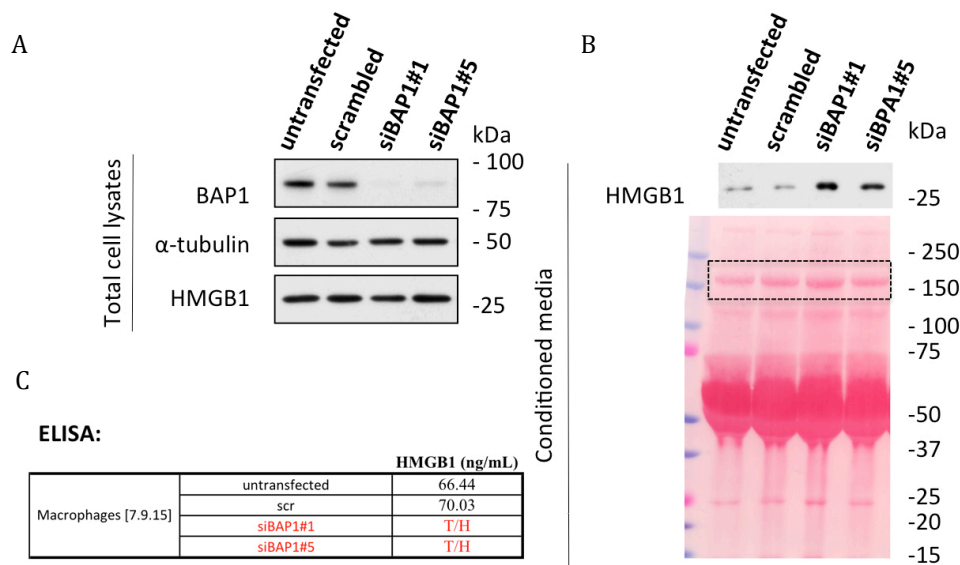 A
untransfected
scrambled
siBAP1#1
siBAP1#5
kDa
Total cell lysates
BAP1
α-tubulin
HMGB1
- 100
- 75
- 50
-25
B
untransfected
scrambled
siBAP1#1
siBPA1#5
kDa
Conditioned media
HMGB1
-25
- 250
- 150
- 100
-75
-50
-37
-25
-20
-15
C
ELISA:
HMGB1 (ng/mL)
Macrophages [7.9.15]
untransfected 66.44
scr 70.03
siBAP1#1 T/H
siBAP1#5 T/H